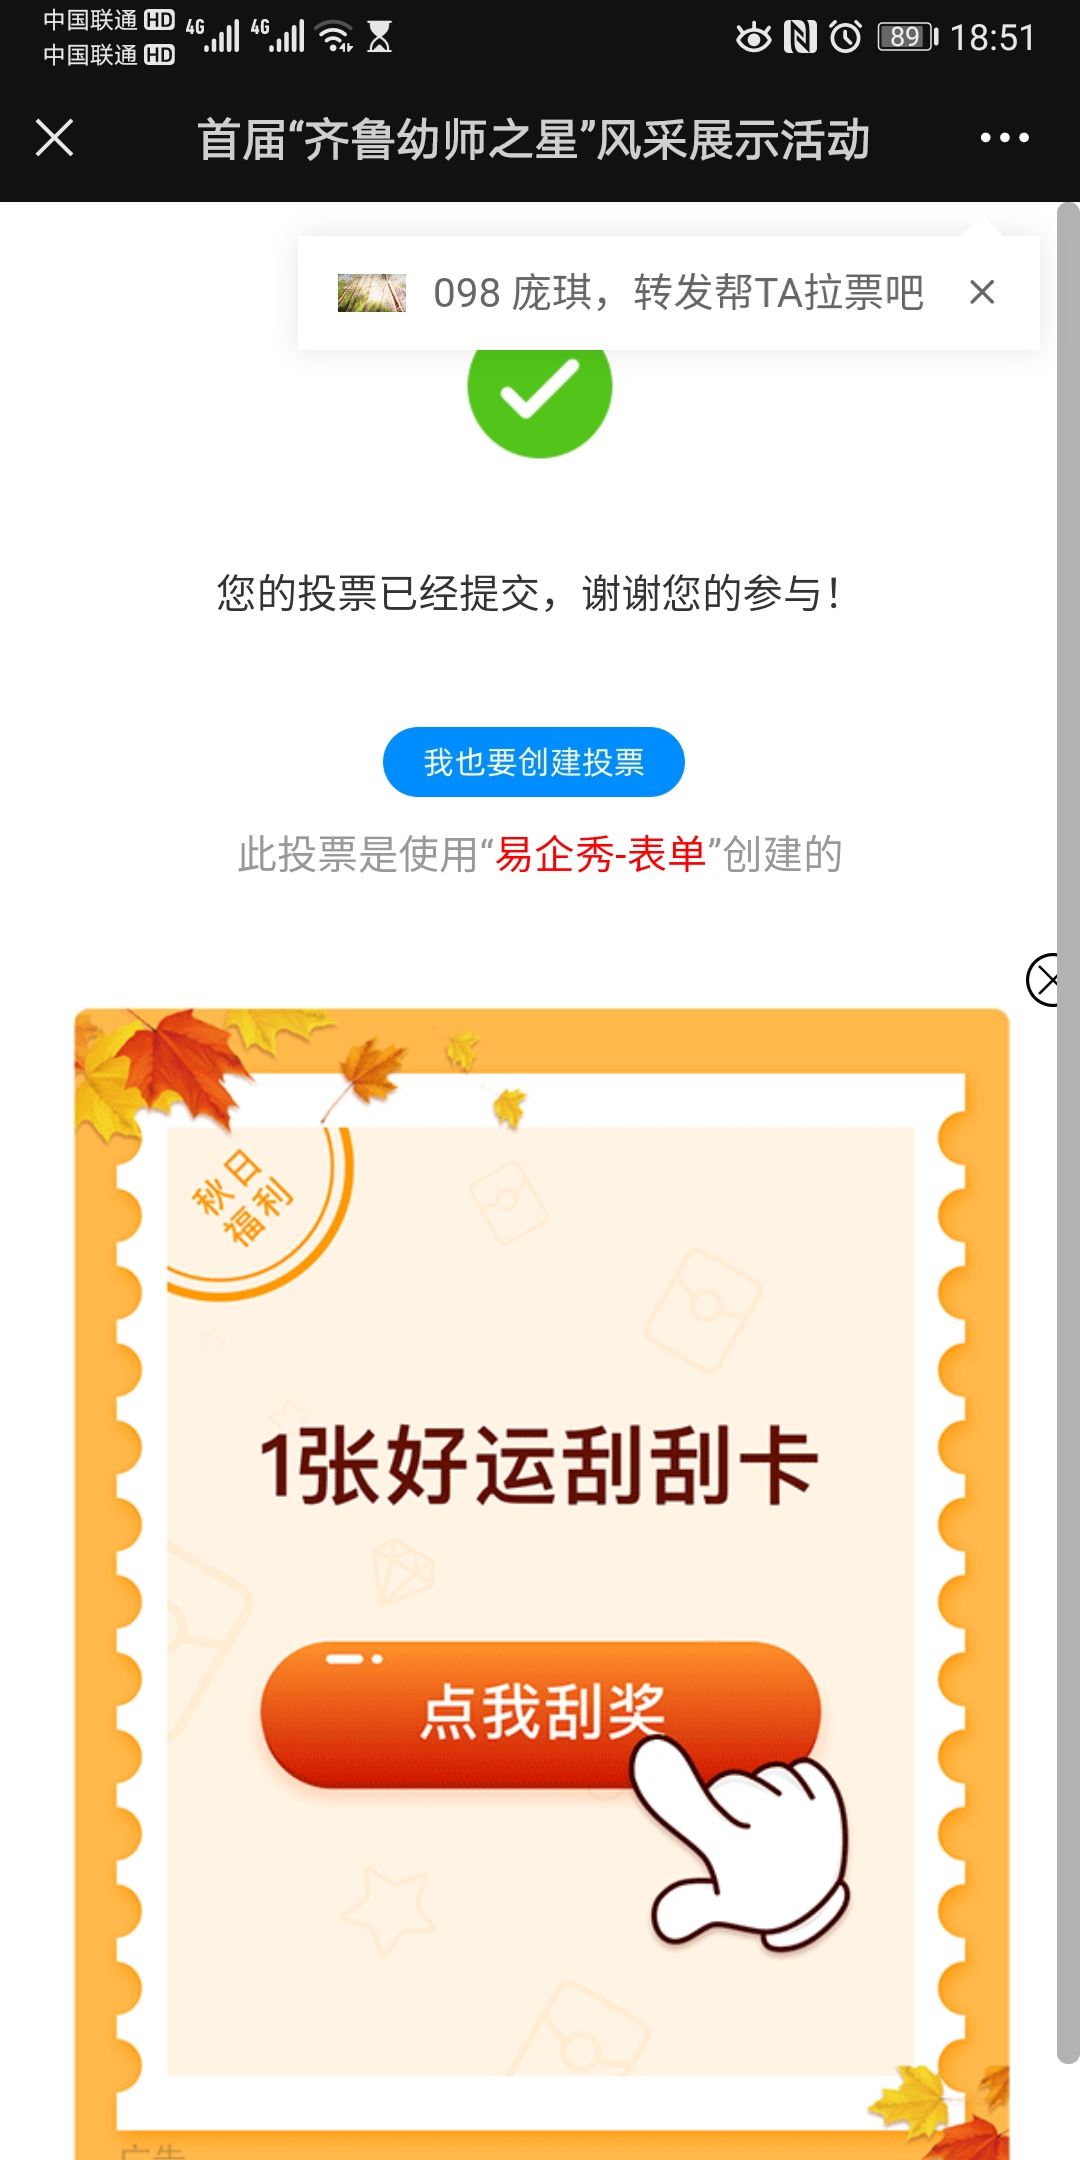 中国联通 HD 4G 4G 89 18:51
中国联通 HD
首届“齐鲁幼师之星”风采展示活动
098 庞琪，转发帮TA拉票吧
您的投票已经提交，谢谢您的参与！
我也要创建投票
此投票是使用“易企秀-表单”创建的
秋日
福利
1张好运刮刮卡
点我刮奖
广告